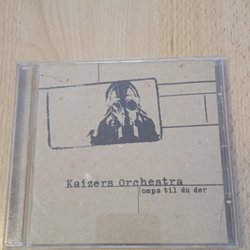 Kaizers Orchestra
ompa til du dør